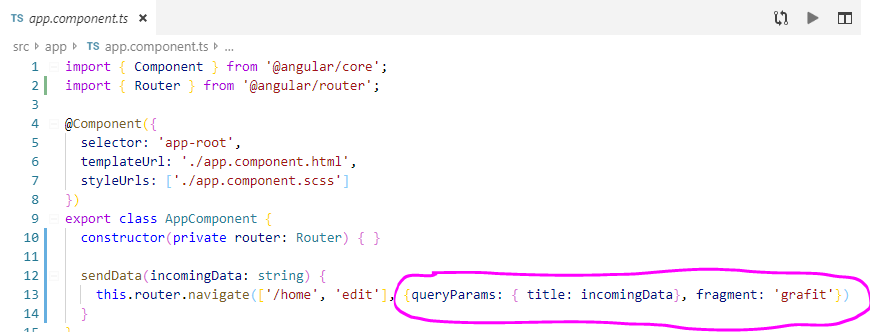 TS app.component.ts ×
src > app > TS app.component.ts > ...
1 import { Component } from '@angular/core';
2 import { Router } from '@angular/router';
3
4 @Component({
5 selector: 'app-root',
6 templateUrl: './app.component.html',
7 styleUrls: ['./app.component.scss']
8 })
9 export class AppComponent {
10 constructor(private router: Router) { }
11
12 sendData(incomingData: string) {
13 this.router.navigate(['/home', 'edit'], {queryParams: { title: incomingData}, fragment: 'grafit'})
14 }
15 }